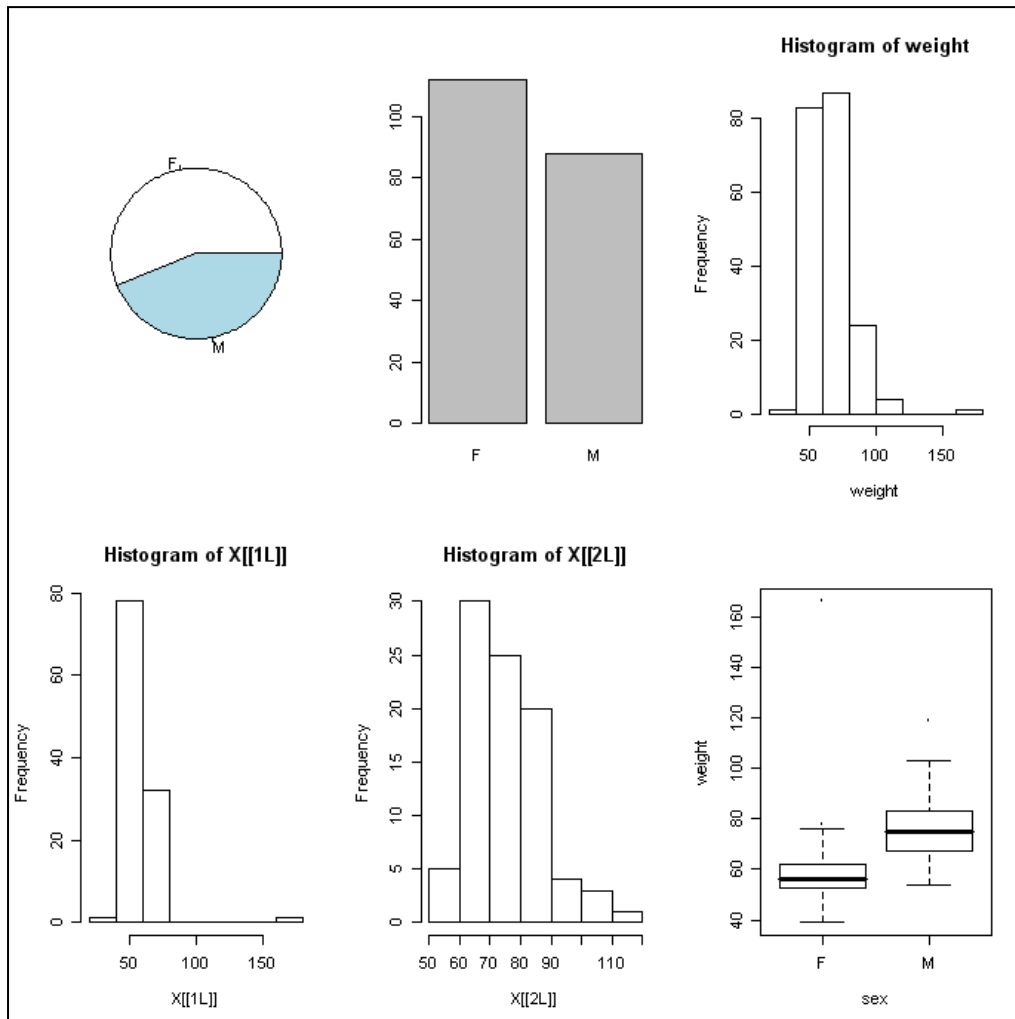 F
M
100
80
60
40
20
0
F
M
Histogram of weight
Frequency
80
60
40
20
0
50 100 150
weight
Histogram of X[[1L]]
Frequency
80
60
40
20
0
50 100 150
X[[1L]]
Histogram of X[[2L]]
Frequency
30
25
20
15
10
5
0
50 60 70 80 90 110
X[[2L]]
weight
160
140
120
100
80
60
40
F M
sex